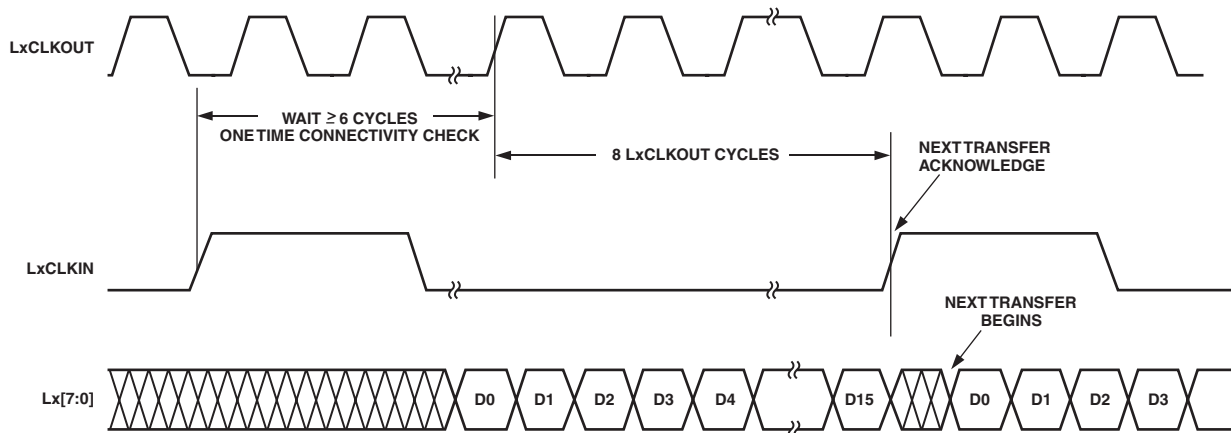 LxCLKOUT
WAIT ≥ 6 CYCLES
ONE TIME CONNECTIVITY CHECK
8 LxCLKOUT CYCLES
NEXT TRANSFER
ACKNOWLEDGE
LxCLKIN
NEXT TRANSFER
BEGINS
Lx[7:0]
D0 D1 D2 D3 D4 D15 D0 D1 D2 D3